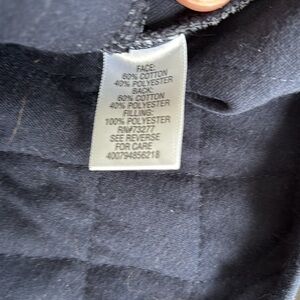 FACE:
60% COTTON
40% POLYESTER
BACK:
60% COTTON
40% POLYESTER
FILLING:
100% POLYESTER
RN#73277
SEE REVERSE
FOR CARE
400794856218